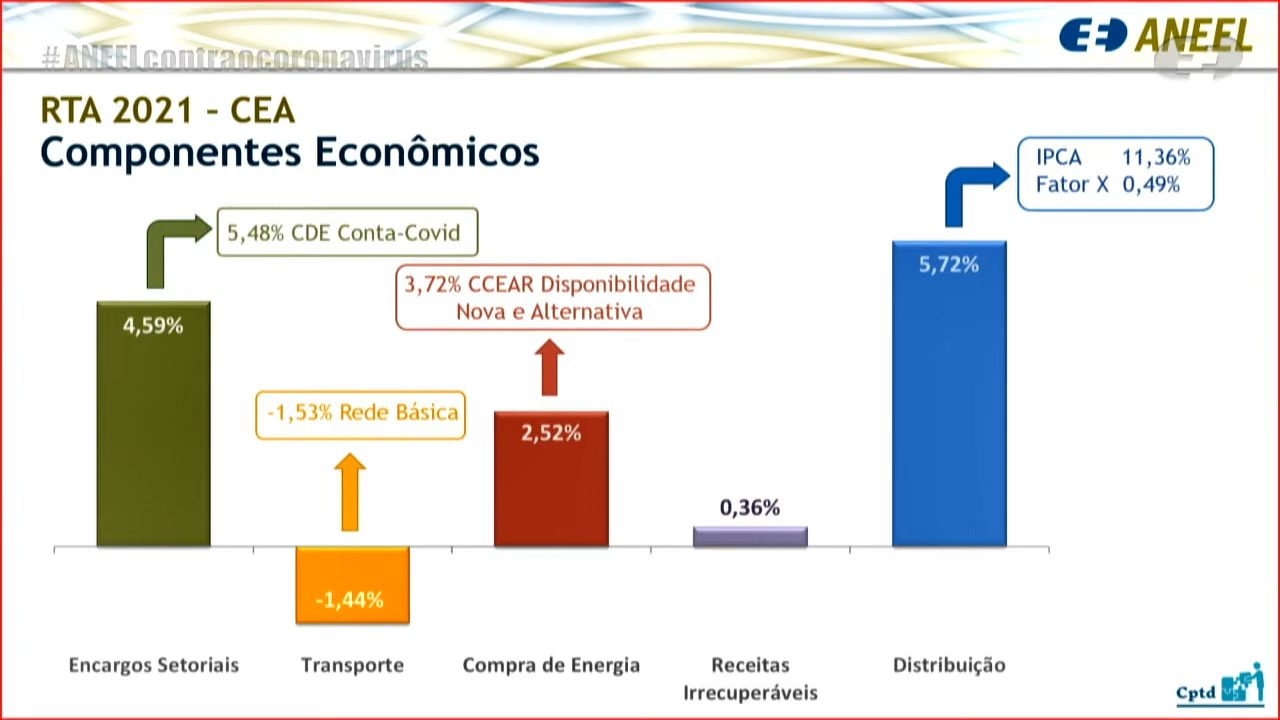 #ANEELcontraocoronavirus
ANEEL
RTA 2021 – CEA
Componentes Econômicos
IPCA 11,36%
Fator X 0,49%
5,48% CDE Conta-Covid
3,72% CCEAR Disponibilidade
Nova e Alternativa
-1,53% Rede Básica
4,59%
-1,44%
2,52%
0,36%
5,72%
Encargos Setoriais
Transporte
Compra de Energia
Receitas
Irrecuperáveis
Distribuição
Cptd